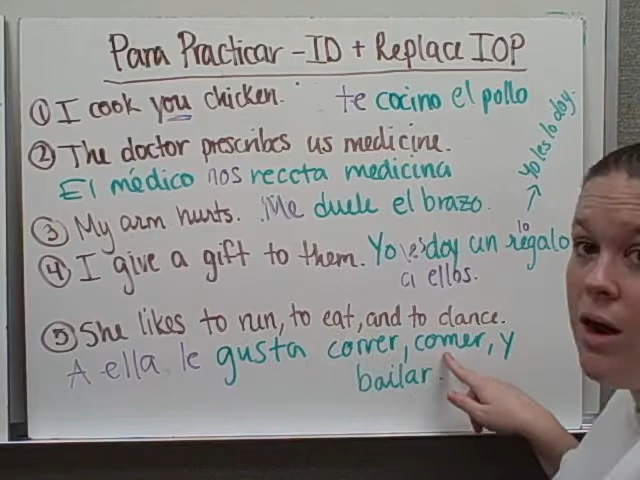 Para Practicar - ID + Replace IOP
① I cook you chicken. te cocino el pollo
② The doctor prescribes us medicine.
El médico nos receta medicina
③ My arm hurts. Me duele el brazo.
④ I give a gift to them. Yo les doy un regalo
lo
a ellos.
→ Yo les lo doy.
⑤ She likes to run, to eat, and to dance.
A ella le gusta correr, comer, y
bailar.